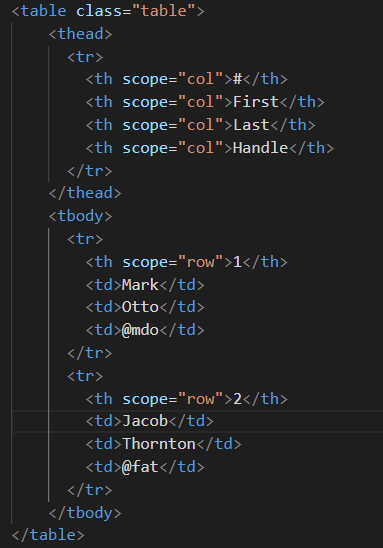 <table class="table">
    <thead>
      <tr>
        <th scope="col">#</th>
        <th scope="col">First</th>
        <th scope="col">Last</th>
        <th scope="col">Handle</th>
      </tr>
    </thead>
    <tbody>
      <tr>
        <th scope="row">1</th>
        <td>Mark</td>
        <td>Otto</td>
        <td>@mdo</td>
      </tr>
      <tr>
        <th scope="row">2</th>
        <td>Jacob</td>
        <td>Thornton</td>
        <td>@fat</td>
      </tr>
    </tbody>
</table>